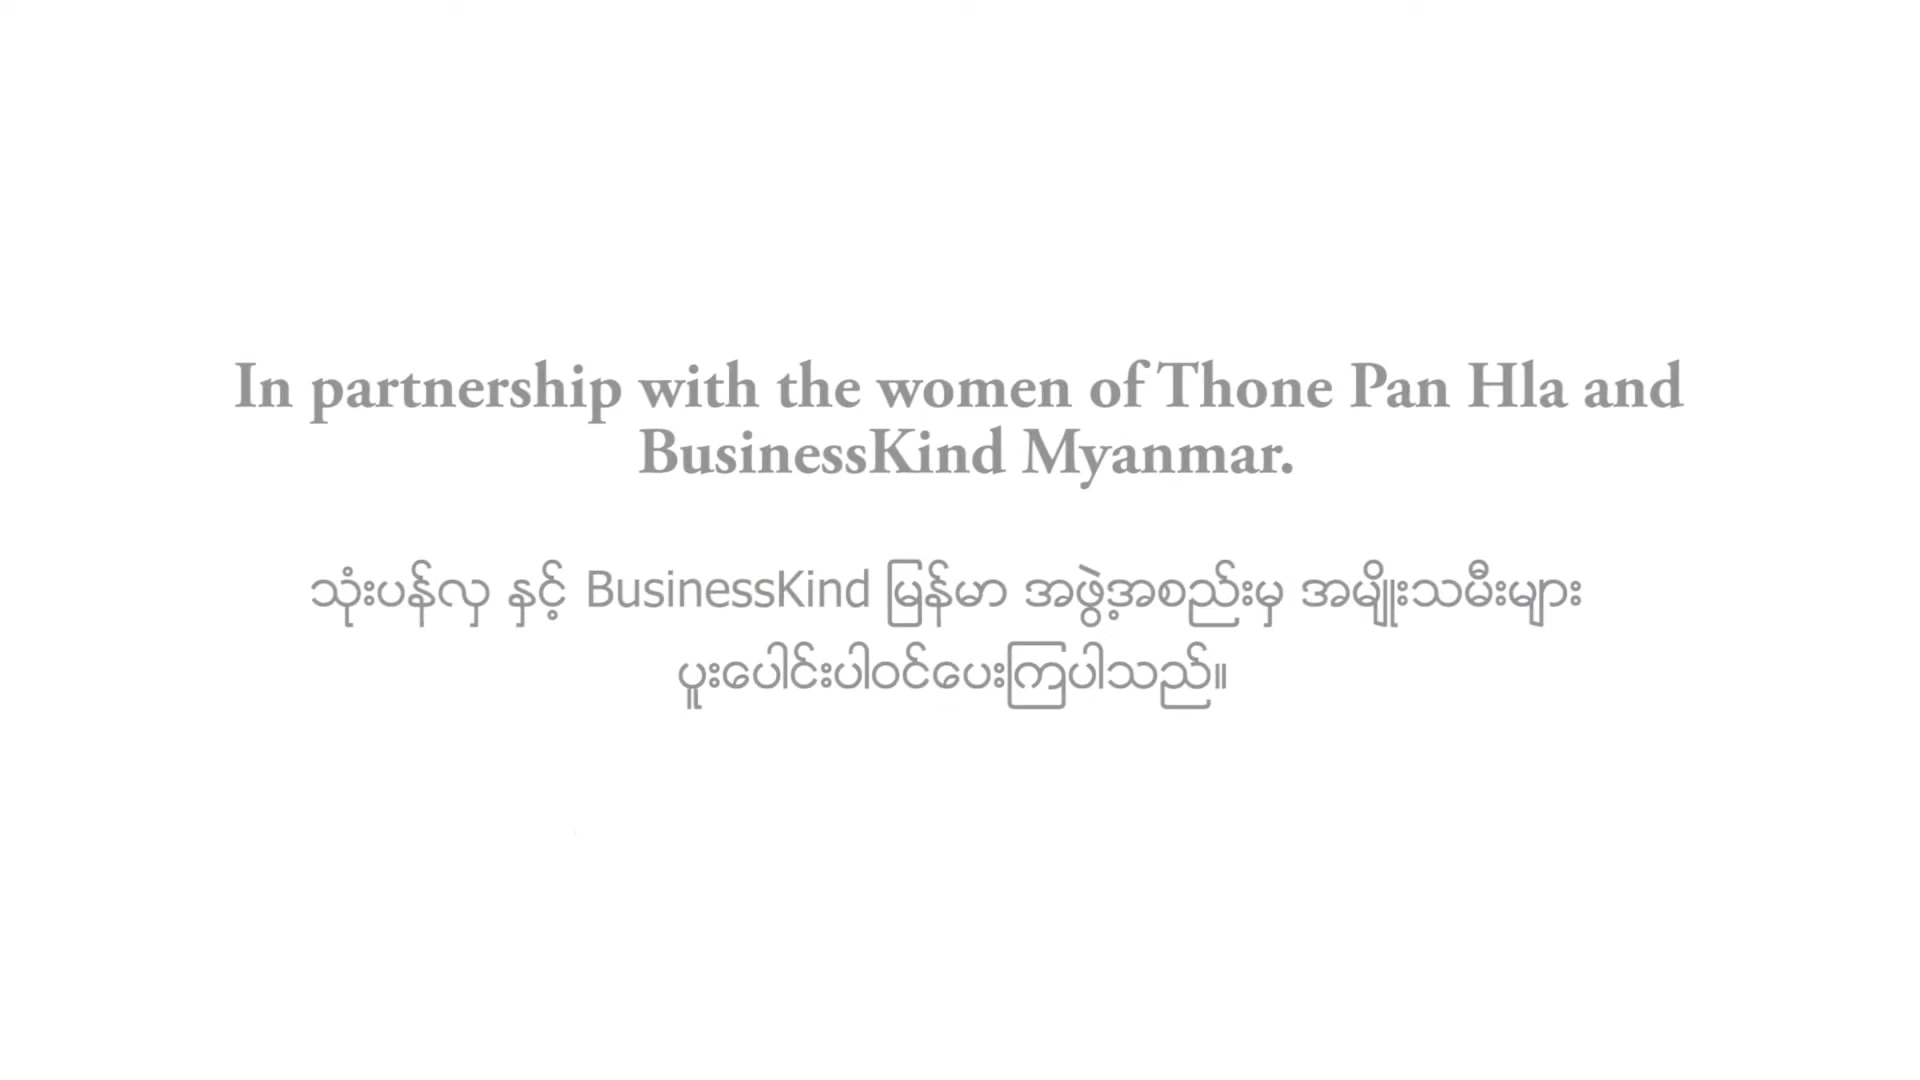 In partnership with the women of Thone Pan Hla and
BusinessKind Myanmar.
သုံးပန်လှ နှင့် BusinessKind မြန်မာ အဖွဲ့အစည်းမှ အမျိုးသမီးများ
ပူးပေါင်းပါဝင်ပေးကြပါသည်။